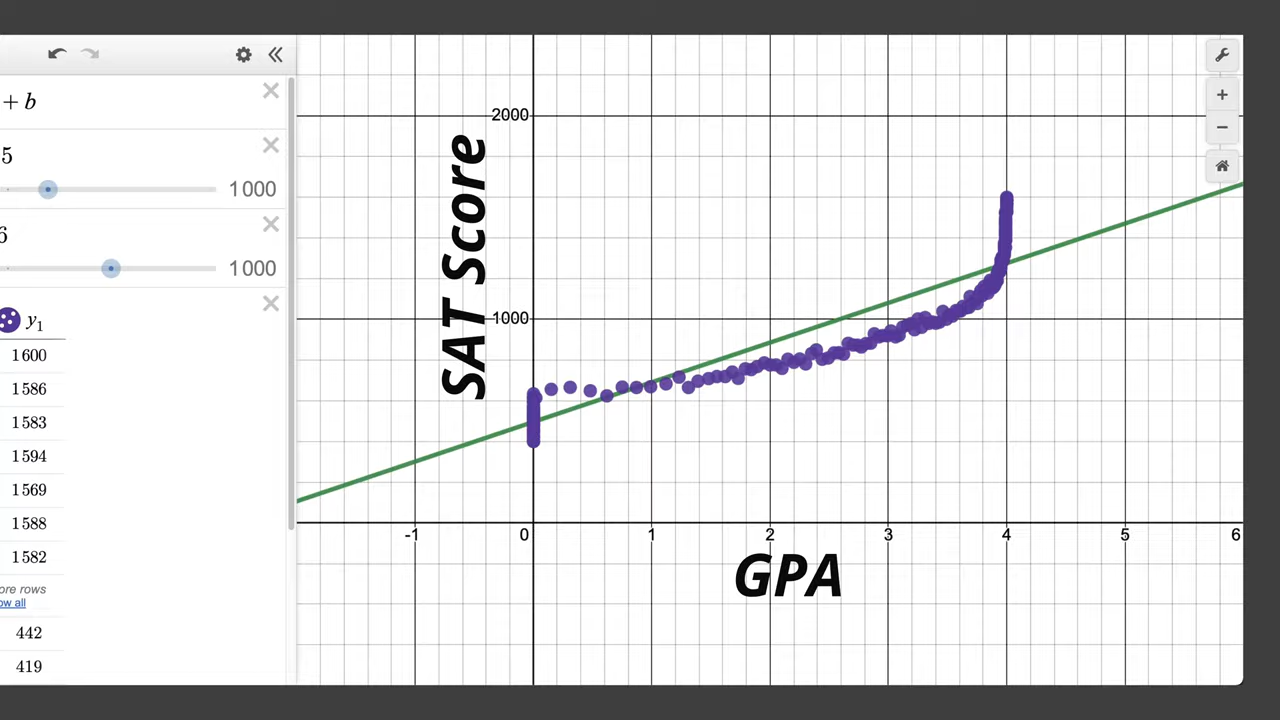 + b
5
1000
6
1000
y₁
1600
1586
1583
1594
1569
1588
1582
ore rows
ow all
442
419
SAT Score
2000
1000
-1 0 1 2 3 4 5 6
GPA
+
−